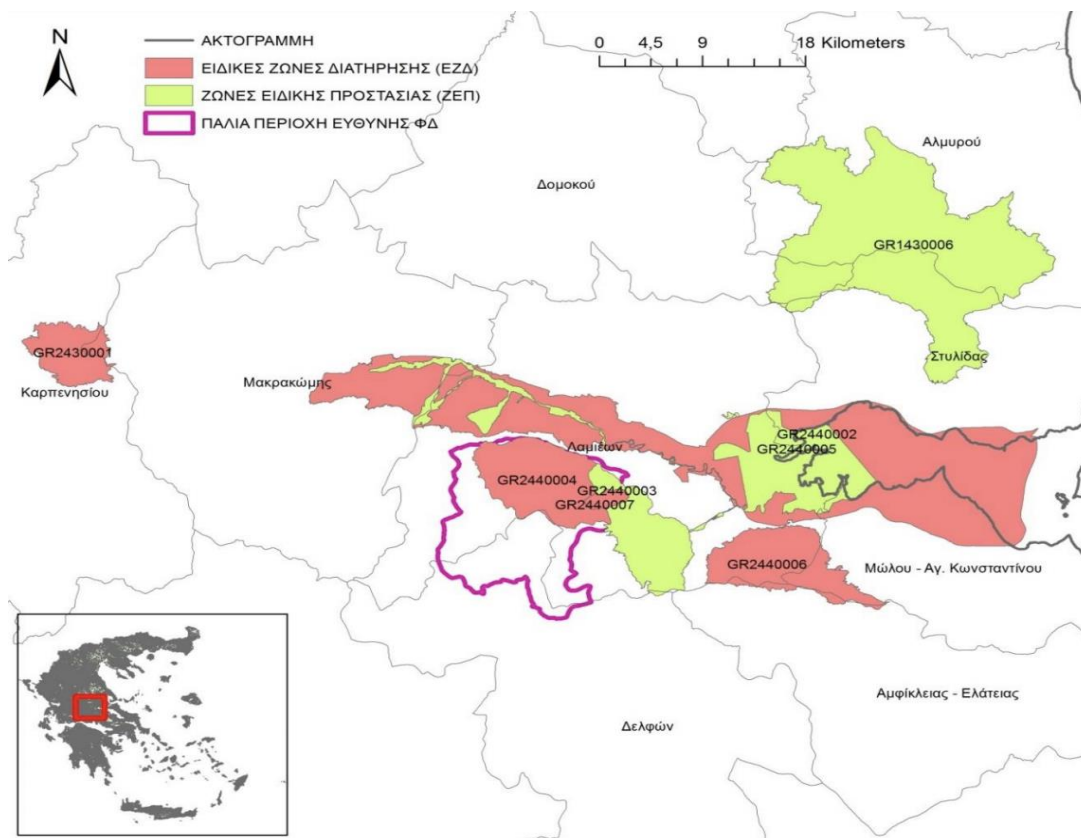 N
ΑΚΤΟΓΡΑΜΜΗ
ΕΙΔΙΚΕΣ ΖΩΝΕΣ ΔΙΑΤΗΡΗΣΗΣ (ΕΖΔ)
ΖΩΝΕΣ ΕΙΔΙΚΗΣ ΠΡΟΣΤΑΣΙΑΣ (ΖΕΠ)
ΠΑΛΙΑ ΠΕΡΙΟΧΗ ΕΥΘΥΝΗΣ ΦΔ
0 4,5 9 18 Kilometers
Αλμυρού
Δομοκού
GR1430006
GR2430001
Καρπενησίου
Μακρακώμης
Στυλίδας
Λαμιέων
GR2440002
GR2440005
GR2440004
GR2440003
GR2440007
GR2440006
Μώλου - Αγ. Κωνσταντίνου
Αμφίκλειας - Ελάτειας
Δελφών